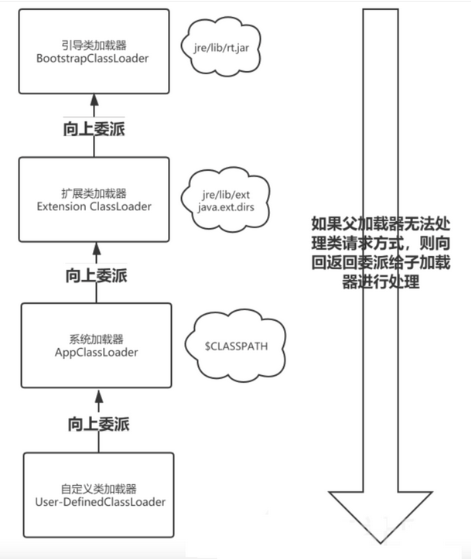 引导类加载器
BootstrapClassLoader
jre/lib/rt.jar
向上委派
扩展类加载器
Extension ClassLoader
jre/lib/ext
java.ext.dirs
如果父加载器无法处
理类请求方式，则向
回返回委派给子加载
器进行处理
向上委派
系统加载器
AppClassLoader
$CLASSPATH
向上委派
自定义类加载器
User-DefinedClassLoader